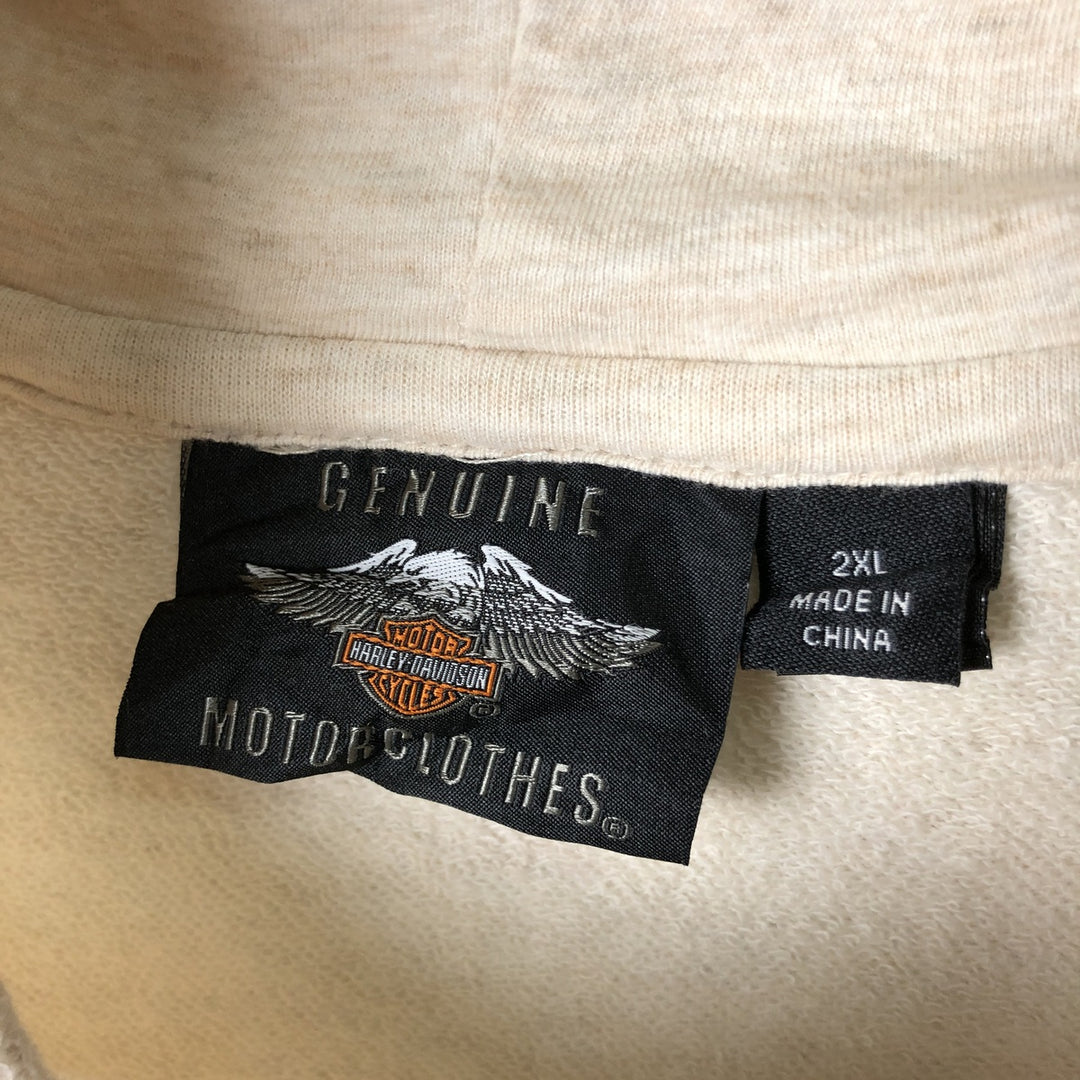 GENUINE
MOTOR
HARLEY-DAVIDSON
CYCLES
®
MOTORCLOTHES®
2XL
MADE IN
CHINA